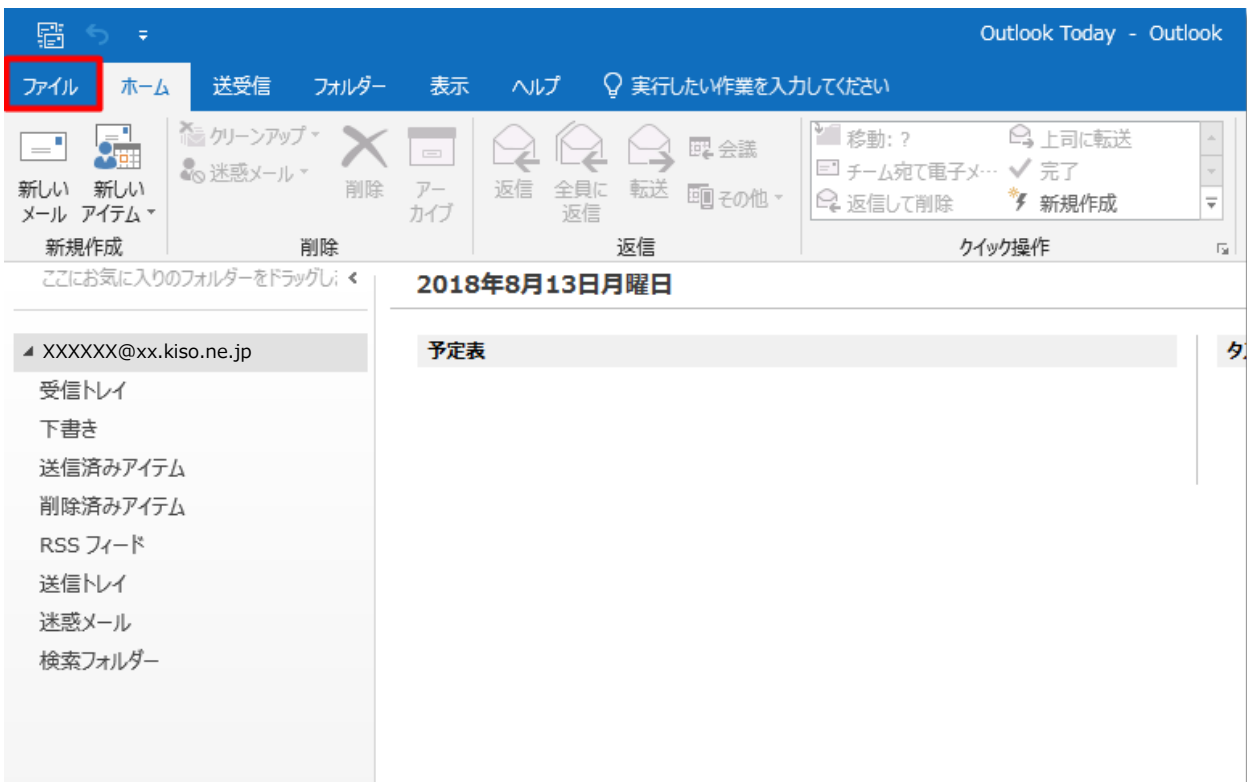 Outlook Today - Outlook
ファイル ホーム 送受信 フォルダー 表示 ヘルプ 実行したい作業を入力してください
新しい
メール
新しい
アイテム
新規作成
クリーンアップ
迷惑メール
削除
アー
カイブ
削除
返信
全員に
返信
転送
会議
その他
返信
移動: ?
チーム宛て電子メ…
返信して削除
上司に転送
完了
新規作成
クイック操作
ここにお気に入りのフォルダーをドラッグし
XXXXXX@xx.kiso.ne.jp
受信トレイ
下書き
送信済みアイテム
削除済みアイテム
RSS フィード
送信トレイ
迷惑メール
検索フォルダー
2018年8月13日月曜日
予定表
タ